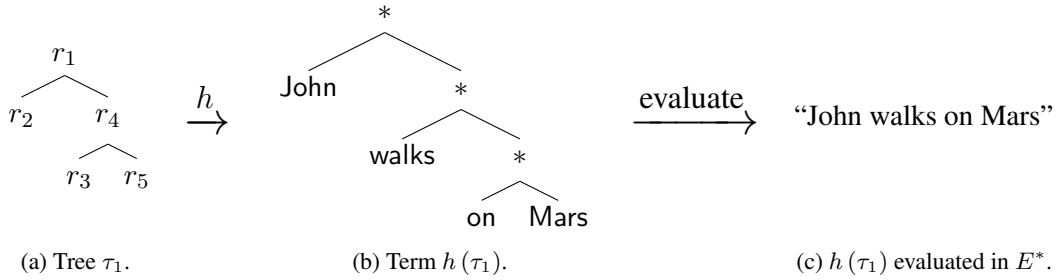 r₁
r₂ r₄
r₃ r₅
h
*
John *
walks *
on Mars
evaluate
“John walks on Mars”
(a) Tree τ₁.
(b) Term h (τ₁).
(c) h (τ₁) evaluated in E*.